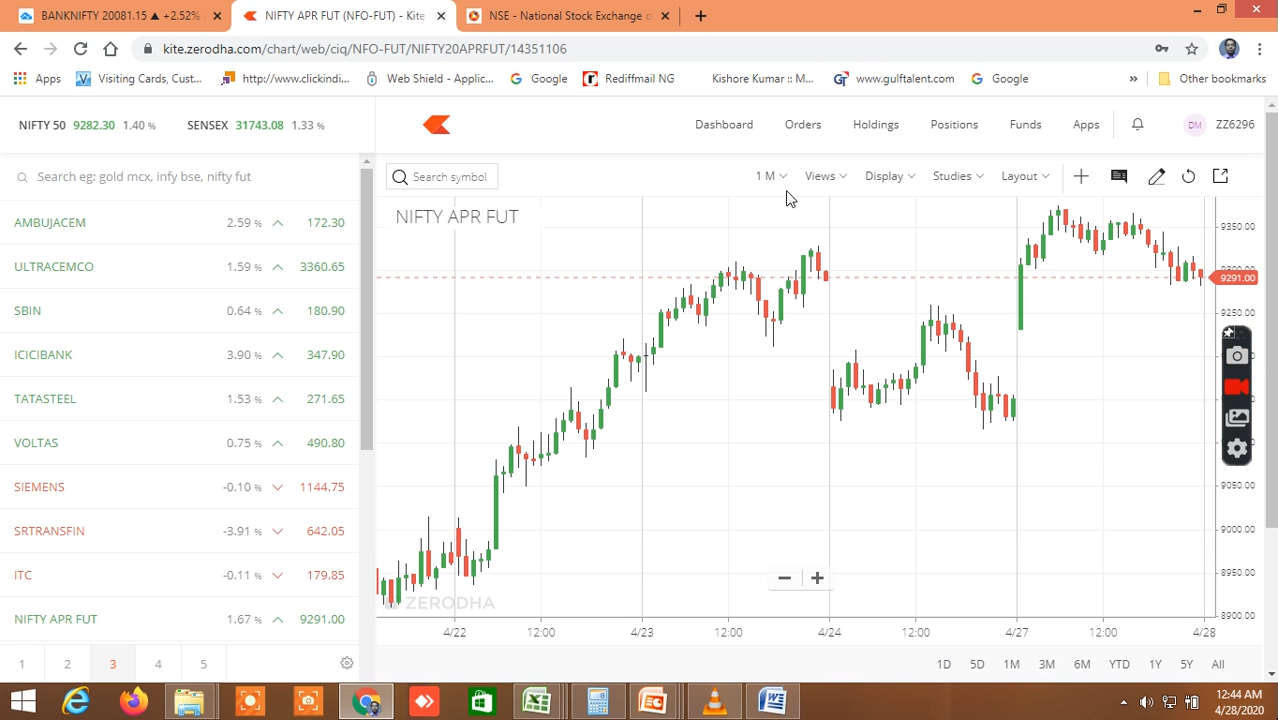 BANKNIFTY 20081.15 ▲ +2.52%
NIFTY APR FUT (NFO-FUT) - Kite
NSE - National Stock Exchange o
kite.zerodha.com/chart/web/ciq/NFO-FUT/NIFTY20APRFUT/14351106
Apps
Visiting Cards, Cust...
http://www.clickindi...
Web Shield - Applic...
Google
Rediffmail NG
Kishore Kumar :: M...
www.gulftalent.com
Google
»
Other bookmarks
NIFTY 50 9282.30 1.40 %
SENSEX 31743.08 1.33 %
Dashboard
Orders
Holdings
Positions
Funds
Apps
DM
ZZ6296
Search eg: gold mcx, infy bse, nifty fut
AMBUJACEM 2.59 % 172.30
ULTRACEMCO 1.59 % 3360.65
SBIN 0.64 % 180.90
ICICIBANK 3.90 % 347.90
TATASTEEL 1.53 % 271.65
VOLTAS 0.75 % 490.80
SIEMENS -0.10 % 1144.75
SRTRANSFIN -3.91 % 642.05
ITC -0.11 % 179.85
NIFTY APR FUT 1.67 % 9291.00
1 2 3 4 5
Search symbol
1 M
Views
Display
Studies
Layout
NIFTY APR FUT
9350.00
9291.00
9250.00
9050.00
9000.00
8950.00
8900.00
ZERODHA
4/22 12:00 4/23 12:00 4/24 12:00 4/27 12:00 4/28
1D 5D 1M 3M 6M YTD 1Y 5Y All
12:44 AM
4/28/2020